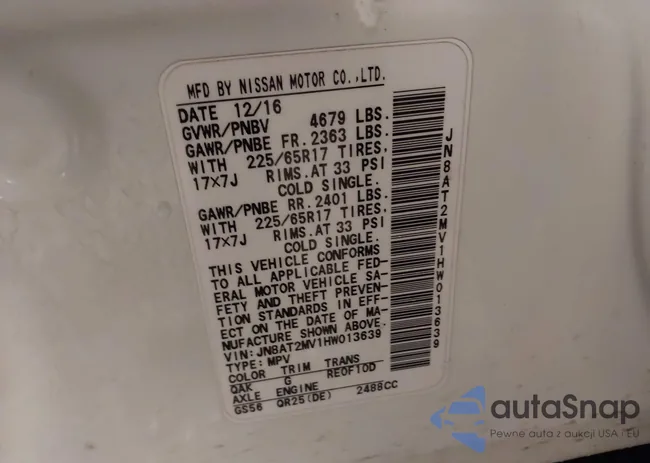 MFD BY NISSAN MOTOR CO.,LTD.
DATE 12/16
GVWR/PNBV 4679 LBS.
GAWR/PNBE FR. 2363 LBS.
WITH 225/65R17 TIRES,
17×7J RIMS.AT 33 PSI
COLD SINGLE.
GAWR/PNBE RR. 2401 LBS.
WITH 225/65R17 TIRES,
17×7J RIMS.AT 33 PSI
COLD SINGLE.
THIS VEHICLE CONFORMS
TO ALL APPLICABLE FED-
ERAL MOTOR VEHICLE SA-
FETY AND THEFT PREVEN-
TION STANDARDS IN EFF-
ECT ON THE DATE OF MA-
NUFACTURE SHOWN ABOVE.
VIN:JN8AT2MV1HW013639
TYPE:MPV
COLOR TRIM TRANS
QAK G RE0F10D
AXLE ENGINE
GS56 QR25(DE) 2488CC
JN8AT2MV1HW013639
autaSnap
Pewne auta z aukcji USA i EU